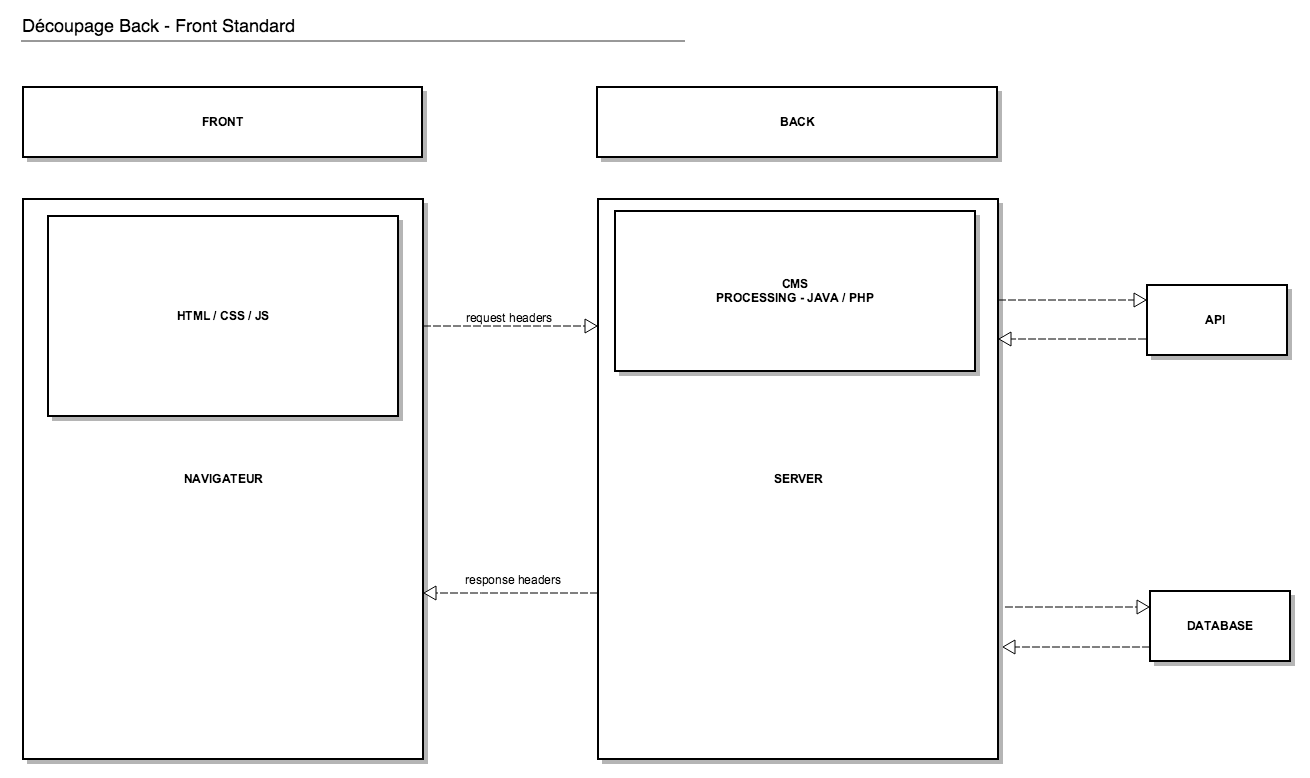 Découpage Back - Front Standard
FRONT
BACK
HTML / CSS / JS
CMS
PROCESSING - JAVA / PHP
request headers
API
NAVIGATEUR
SERVER
response headers
DATABASE